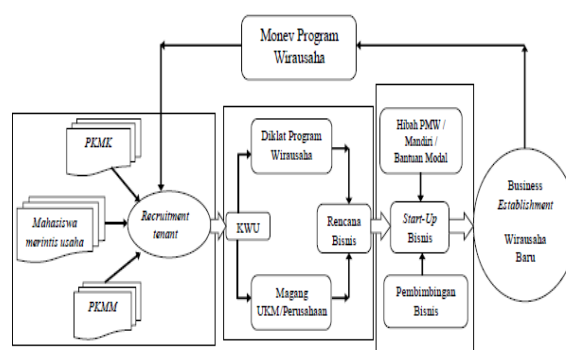 Monev Program
Wirausaha
PKMK
Mahasiswa
merintis usaha
PKMM
Recruitment
tenant
KWU
Diklat Program
Wirausaha
Magang
UKM/Perusahaan
Rencana
Bisnis
Hibah PMW /
Mandiri /
Bantuan Modal
Start-Up
Bisnis
Pembimbingan
Bisnis
Business
Establishment
Wirausaha
Baru